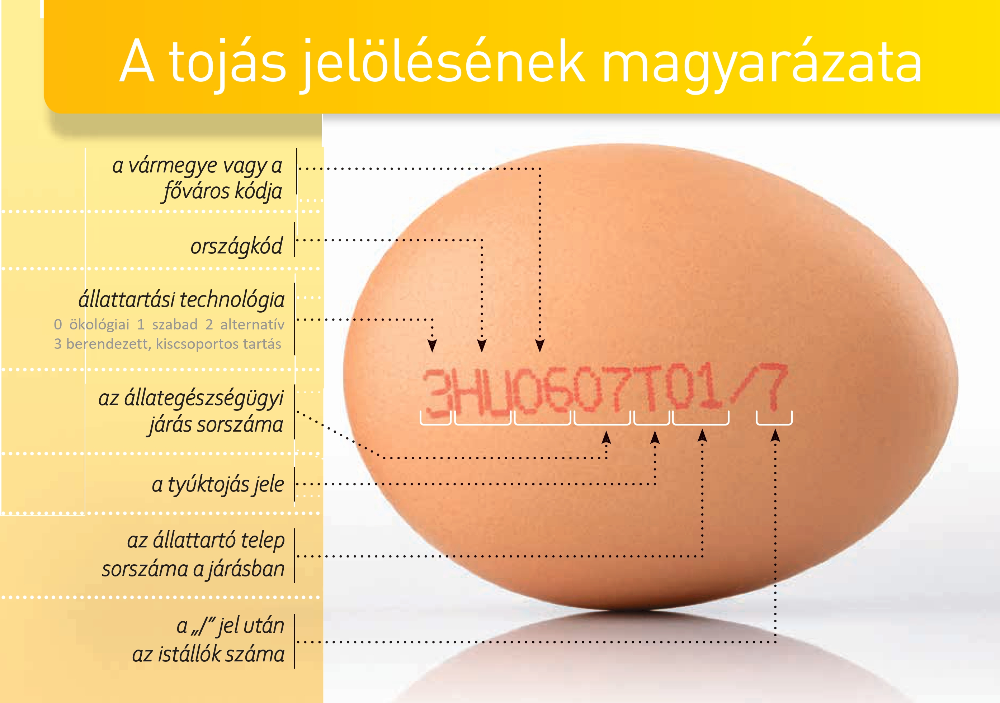 A tojás jelölésének magyarázata
a vármegye vagy a
főváros kódja
országkód
állattartási technológia
0 ökológiai 1 szabad 2 alternatív
3 berendezett, kiscsoportos tartás
az állategészségügyi
járás sorszáma
a tyúktojás jele
az állattartó telep
sorszáma a járásban
a „/” jel után
az istállók száma
3HU0607T01/7